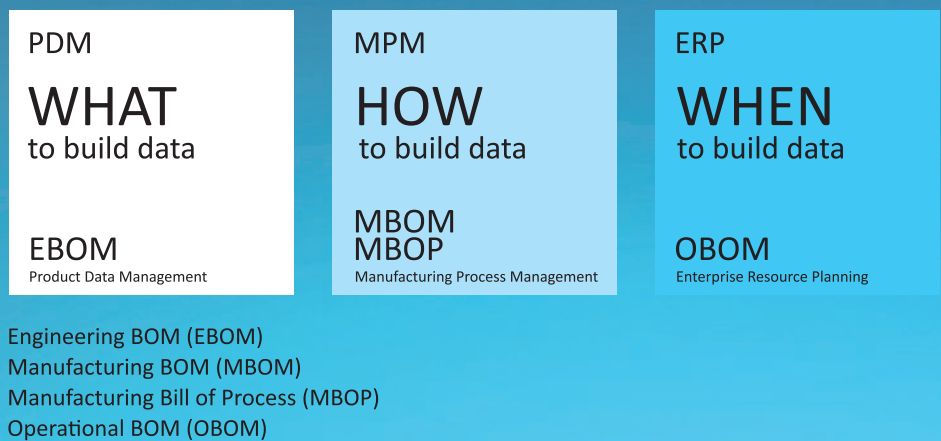 PDM
WHAT
to build data
EBOM
Product Data Management
MPM
HOW
to build data
MBOM
MBOP
Manufacturing Process Management
ERP
WHEN
to build data
OBOM
Enterprise Resource Planning
Engineering BOM (EBOM)
Manufacturing BOM (MBOM)
Manufacturing Bill of Process (MBOP)
Operational BOM (OBOM)